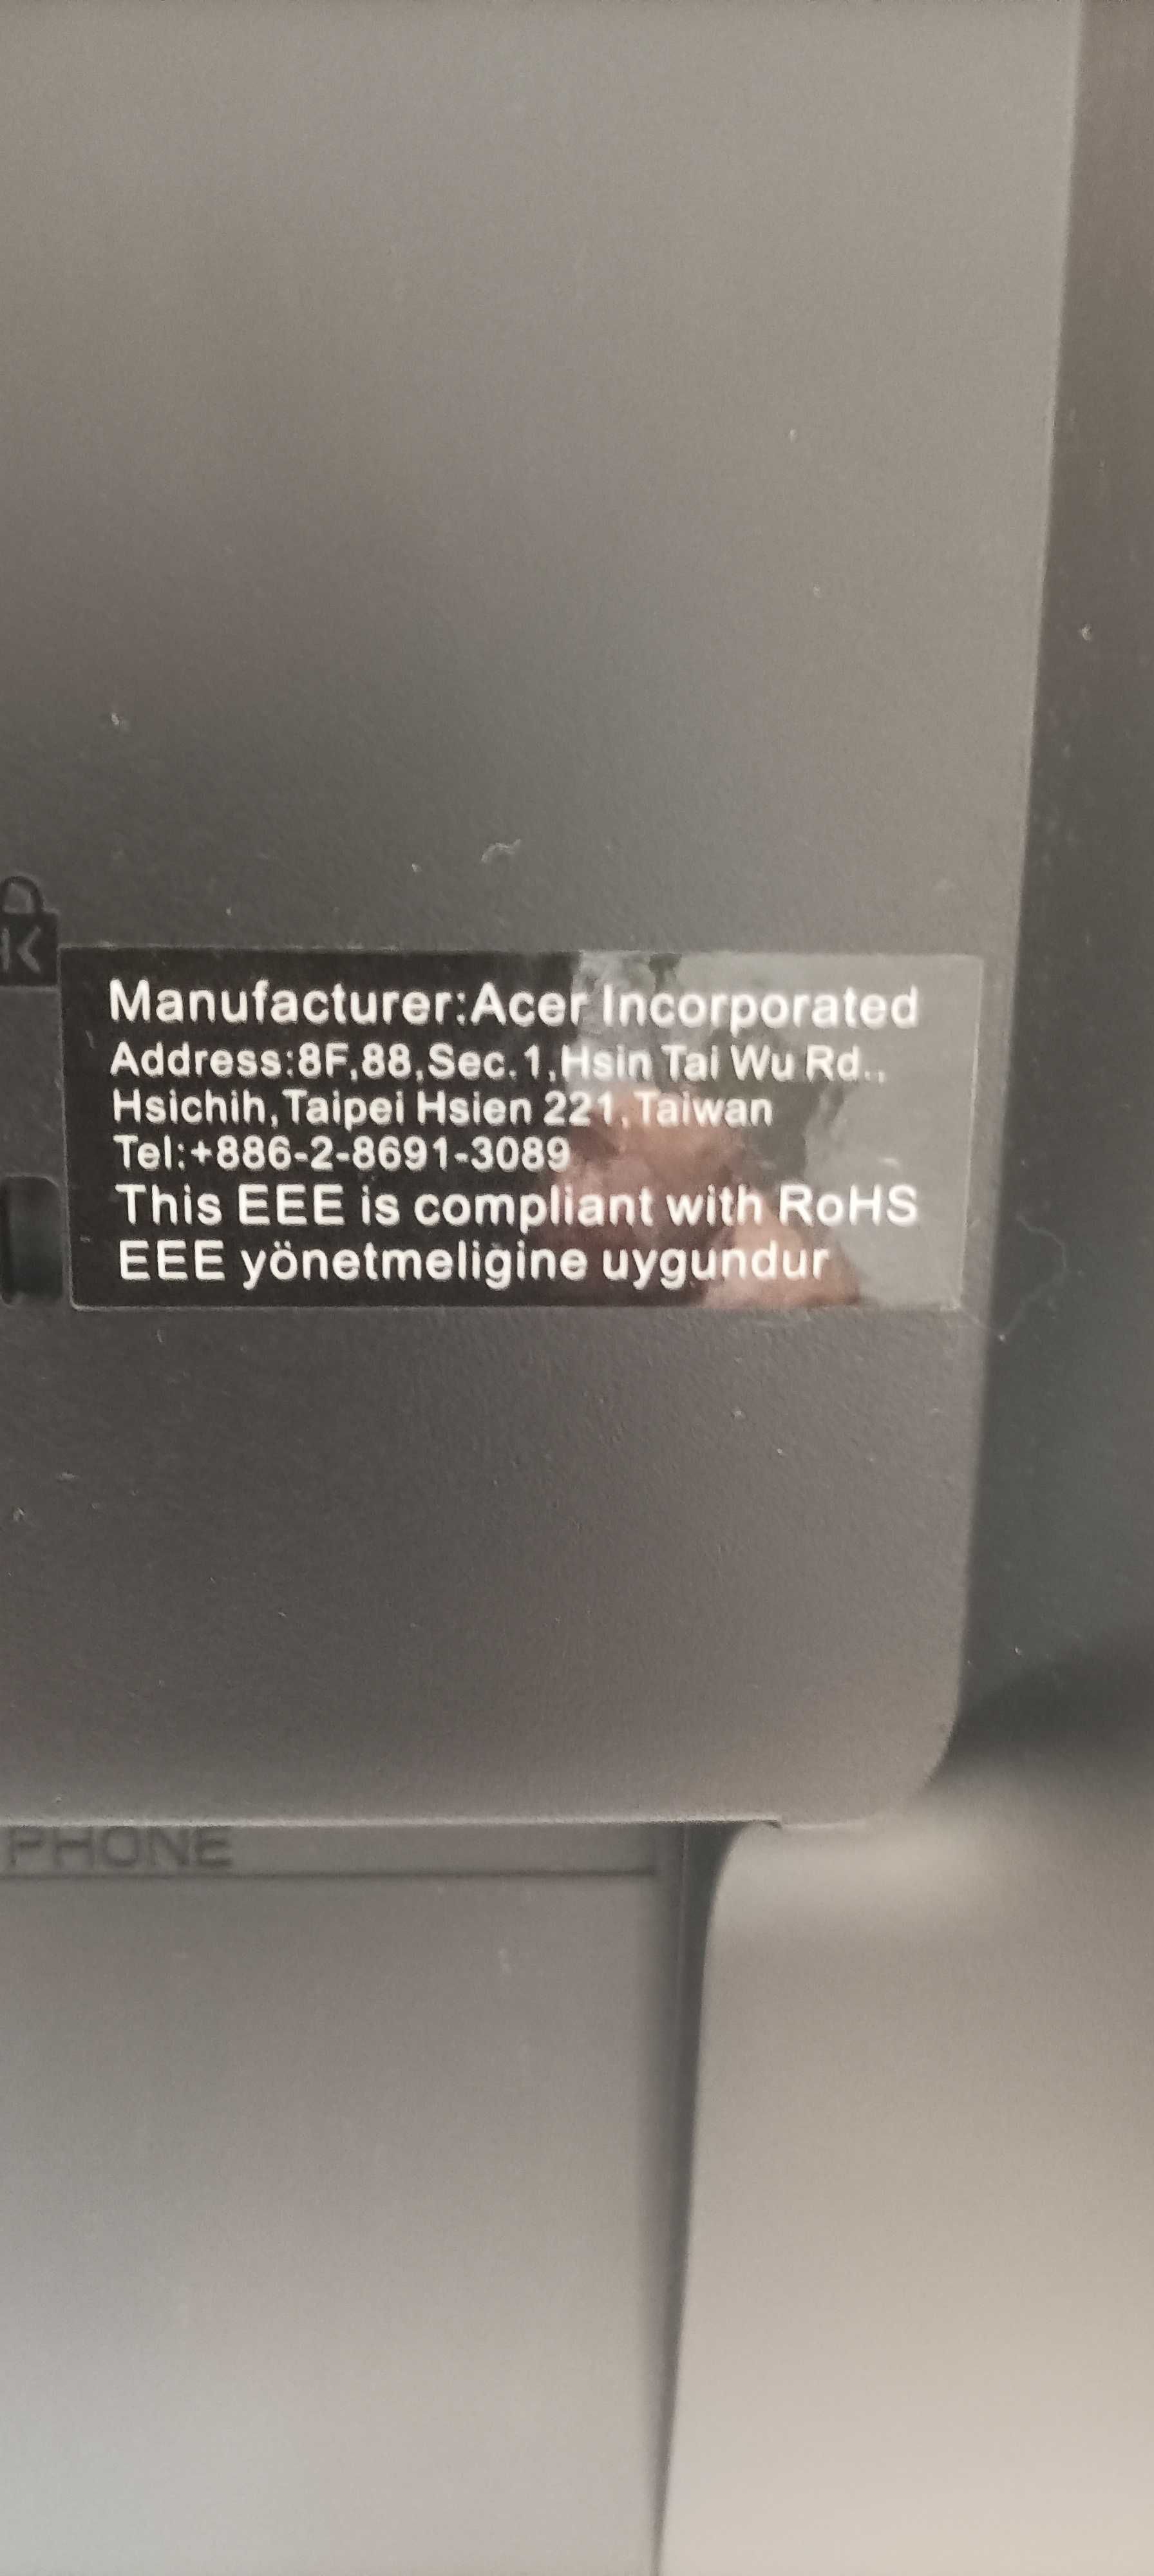 K
Manufacturer:Acer Incorporated
Address:8F,88,Sec.1,Hsin Tai Wu Rd.,
Hsichih,Taipei Hsien 221,Taiwan
Tel:+886-2-8691-3089
This EEE is compliant with RoHS
EEE yönetmeligine uygundur
PHONE